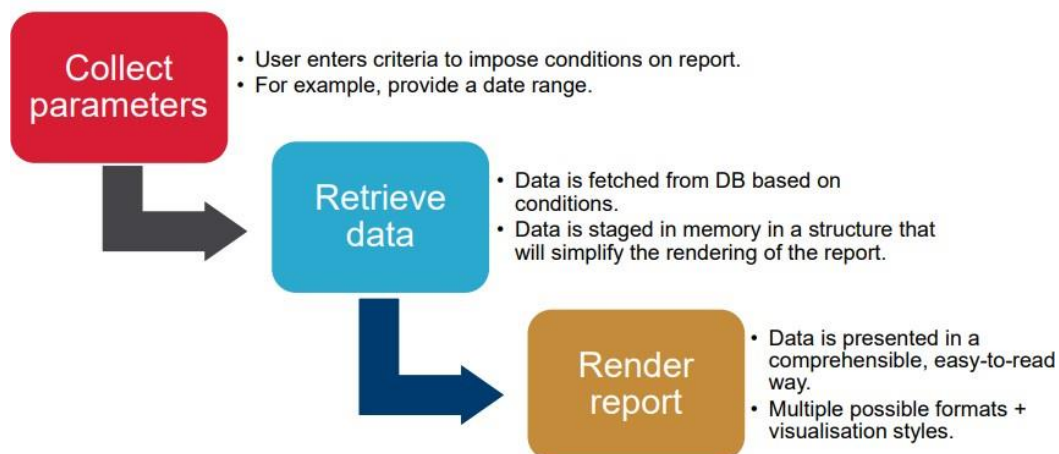 Collect
parameters
• User enters criteria to impose conditions on report.
• For example, provide a date range.
Retrieve
data
• Data is fetched from DB based on
conditions.
• Data is staged in memory in a structure that
will simplify the rendering of the report.
Render
report
• Data is presented in a
comprehensible, easy-to-read
way.
• Multiple possible formats +
visualisation styles.